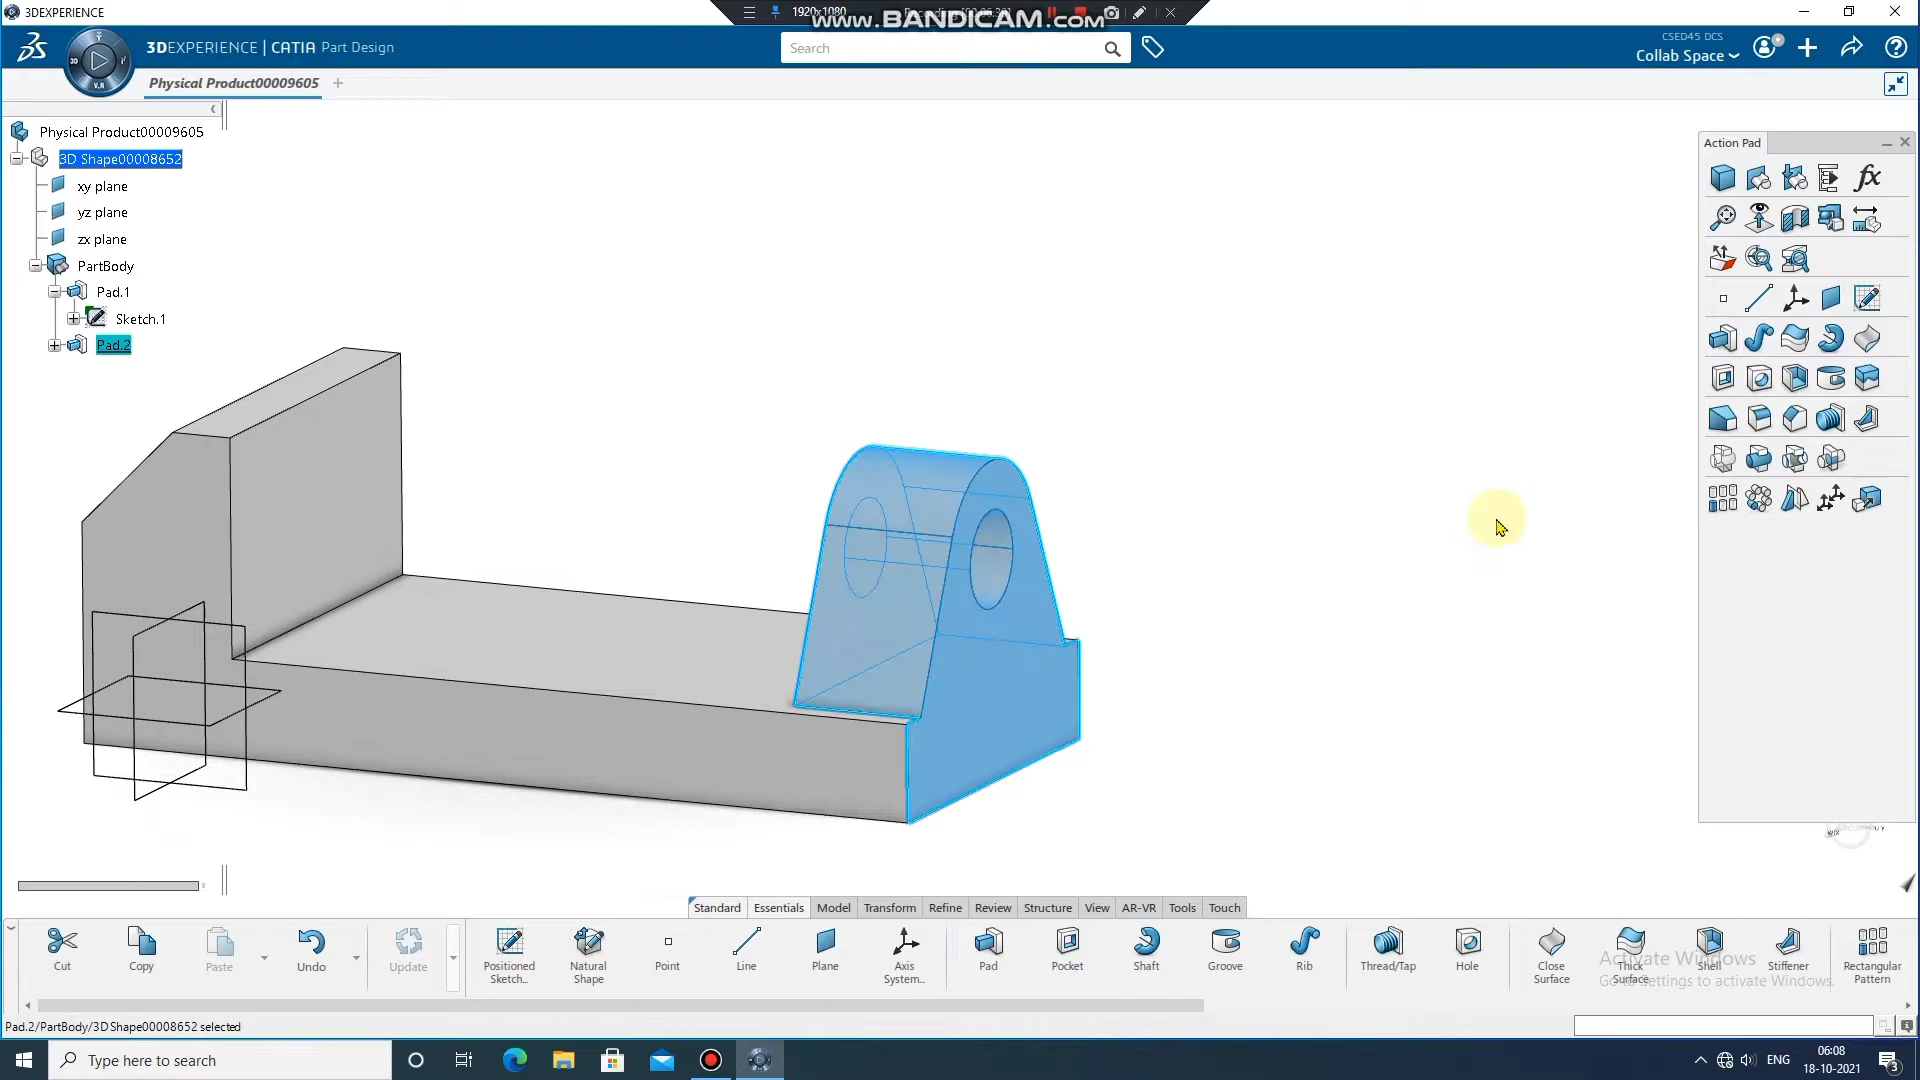 3DEXPERIENCE
1920x1080
www.BANDICAM.com
3DEXPERIENCE | CATIA Part Design
Search
CSED45 DCS
Collab Space
3D
V.R
Physical Product00009605
+
Physical Product00009605
3D Shape00008652
xy plane
yz plane
zx plane
PartBody
Pad.1
Sketch.1
Pad.2
Action Pad
fx
Standard
Essentials
Model
Transform
Refine
Review
Structure
View
AR-VR
Tools
Touch
Cut
Copy
Paste
Undo
Update
Positioned Sketch...
Natural Shape
Point
Line
Plane
Axis System...
Pad
Pocket
Shaft
Groove
Rib
Thread/Tap
Hole
Close Surface
Thick Surface
Shell
Stiffener
Rectangular Pattern
Activate Windows
Go to Settings to activate Windows.
Pad.2/PartBody/3D Shape00008652 selected
Type here to search
ENG
06:08
18-10-2021
3